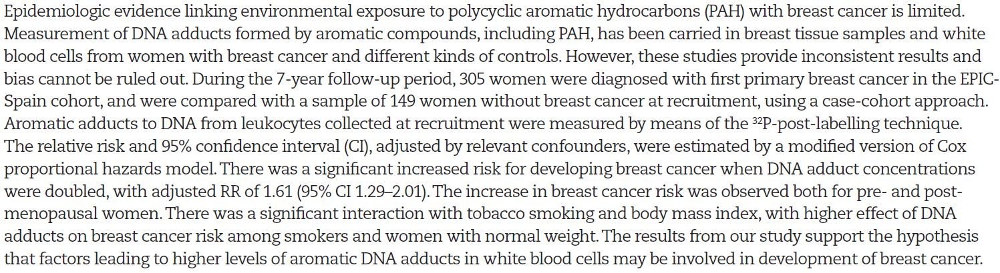 Epidemiologic evidence linking environmental exposure to polycyclic aromatic hydrocarbons (PAH) with breast cancer is limited.
Measurement of DNA adducts formed by aromatic compounds, including PAH, has been carried in breast tissue samples and white
blood cells from women with breast cancer and different kinds of controls. However, these studies provide inconsistent results and
bias cannot be ruled out. During the 7-year follow-up period, 305 women were diagnosed with first primary breast cancer in the EPIC-
Spain cohort, and were compared with a sample of 149 women without breast cancer at recruitment, using a case-cohort approach.
Aromatic adducts to DNA from leukocytes collected at recruitment were measured by means of the ³²P-post-labelling technique.
The relative risk and 95% confidence interval (CI), adjusted by relevant confounders, were estimated by a modified version of Cox
proportional hazards model. There was a significant increased risk for developing breast cancer when DNA adduct concentrations
were doubled, with adjusted RR of 1.61 (95% CI 1.29–2.01). The increase in breast cancer risk was observed both for pre- and post-
menopausal women. There was a significant interaction with tobacco smoking and body mass index, with higher effect of DNA
adducts on breast cancer risk among smokers and women with normal weight. The results from our study support the hypothesis
that factors leading to higher levels of aromatic DNA adducts in white blood cells may be involved in development of breast cancer.